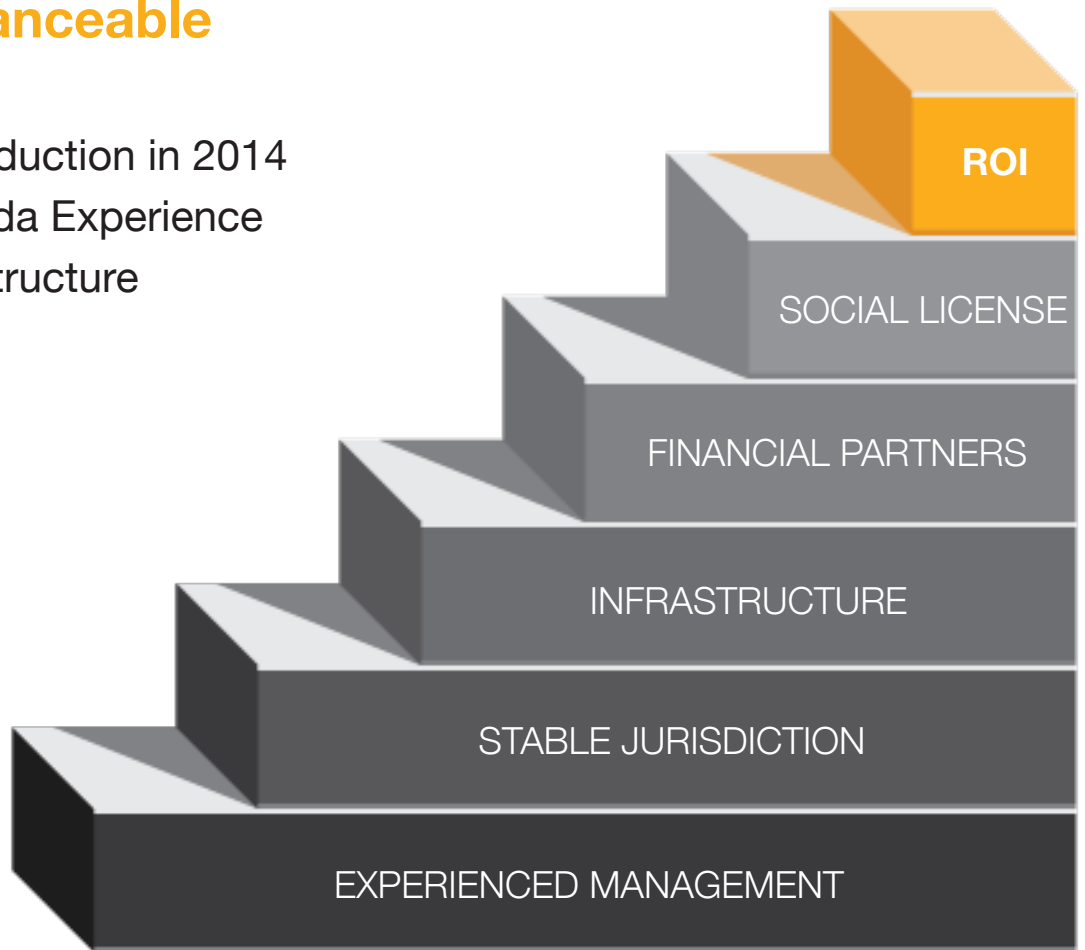 anceable
duction in 2014
da Experience
tructure
ROI
SOCIAL LICENSE
FINANCIAL PARTNERS
INFRASTRUCTURE
STABLE JURISDICTION
EXPERIENCED MANAGEMENT